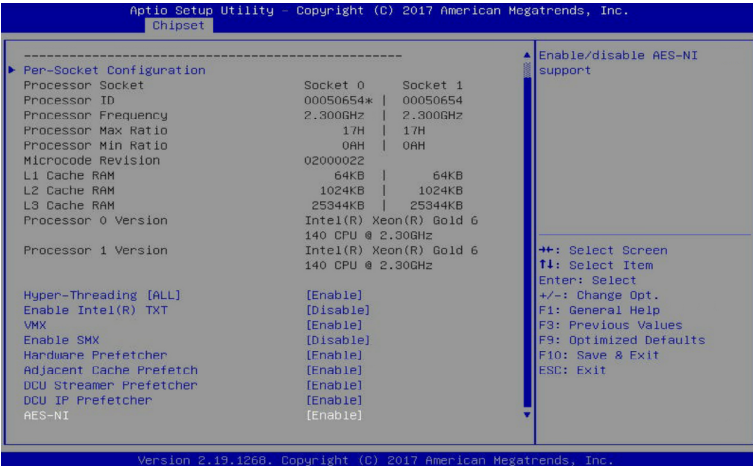 Aptio Setup Utility - Copyright (C) 2017 American Megatrends, Inc.
Chipset
--------------------------------------------------
Per-Socket Configuration
Processor Socket Socket 0 Socket 1
Processor ID 00050654* | 00050654
Processor Frequency 2.300GHz | 2.300GHz
Processor Max Ratio 17H | 17H
Processor Min Ratio 0AH | 0AH
Microcode Revision 02000022
L1 Cache RAM 64KB | 64KB
L2 Cache RAM 1024KB | 1024KB
L3 Cache RAM 25344KB | 25344KB
Processor 0 Version Intel(R) Xeon(R) Gold 6
140 CPU @ 2.30GHz
Processor 1 Version Intel(R) Xeon(R) Gold 6
140 CPU @ 2.30GHz
Hyper-Threading [ALL] [Enable]
Enable Intel(R) TXT [Disable]
VMX [Enable]
Enable SMX [Disable]
Hardware Prefetcher [Enable]
Adjacent Cache Prefetch [Enable]
DCU Streamer Prefetcher [Enable]
DCU IP Prefetcher [Enable]
AES-NI [Enable]
Enable/disable AES-NI
support
→←: Select Screen
↑↓: Select Item
Enter: Select
+/-: Change Opt.
F1: General Help
F3: Previous Values
F9: Optimized Defaults
F10: Save & Exit
ESC: Exit
Version 2.19.1268. Copyright (C) 2017 American Megatrends, Inc.